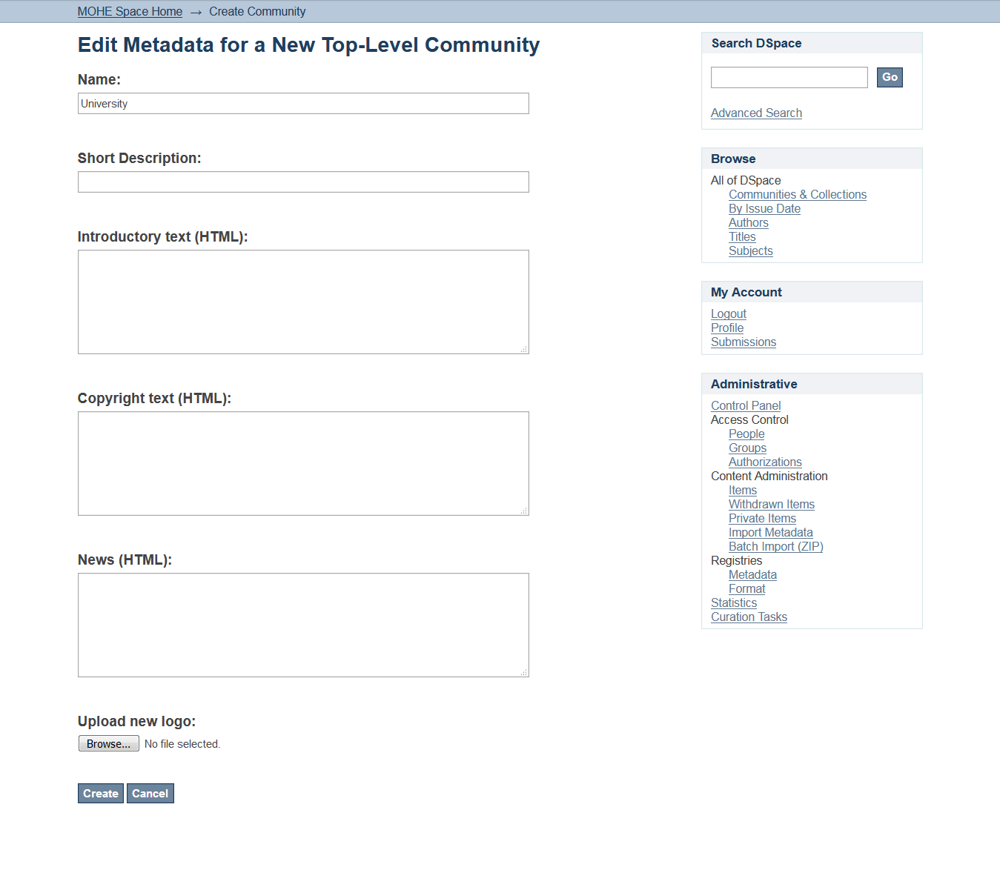 MOHE Space Home → Create Community
Edit Metadata for a New Top-Level Community
Name:
University
Short Description:
Introductory text (HTML):
Copyright text (HTML):
News (HTML):
Upload new logo:
Browse... No file selected.
Create Cancel
Search DSpace
Go
Advanced Search
Browse
All of DSpace
Communities & Collections
By Issue Date
Authors
Titles
Subjects
My Account
Logout
Profile
Submissions
Administrative
Control Panel
Access Control
People
Groups
Authorizations
Content Administration
Items
Withdrawn Items
Private Items
Import Metadata
Batch Import (ZIP)
Registries
Metadata
Format
Statistics
Curation Tasks